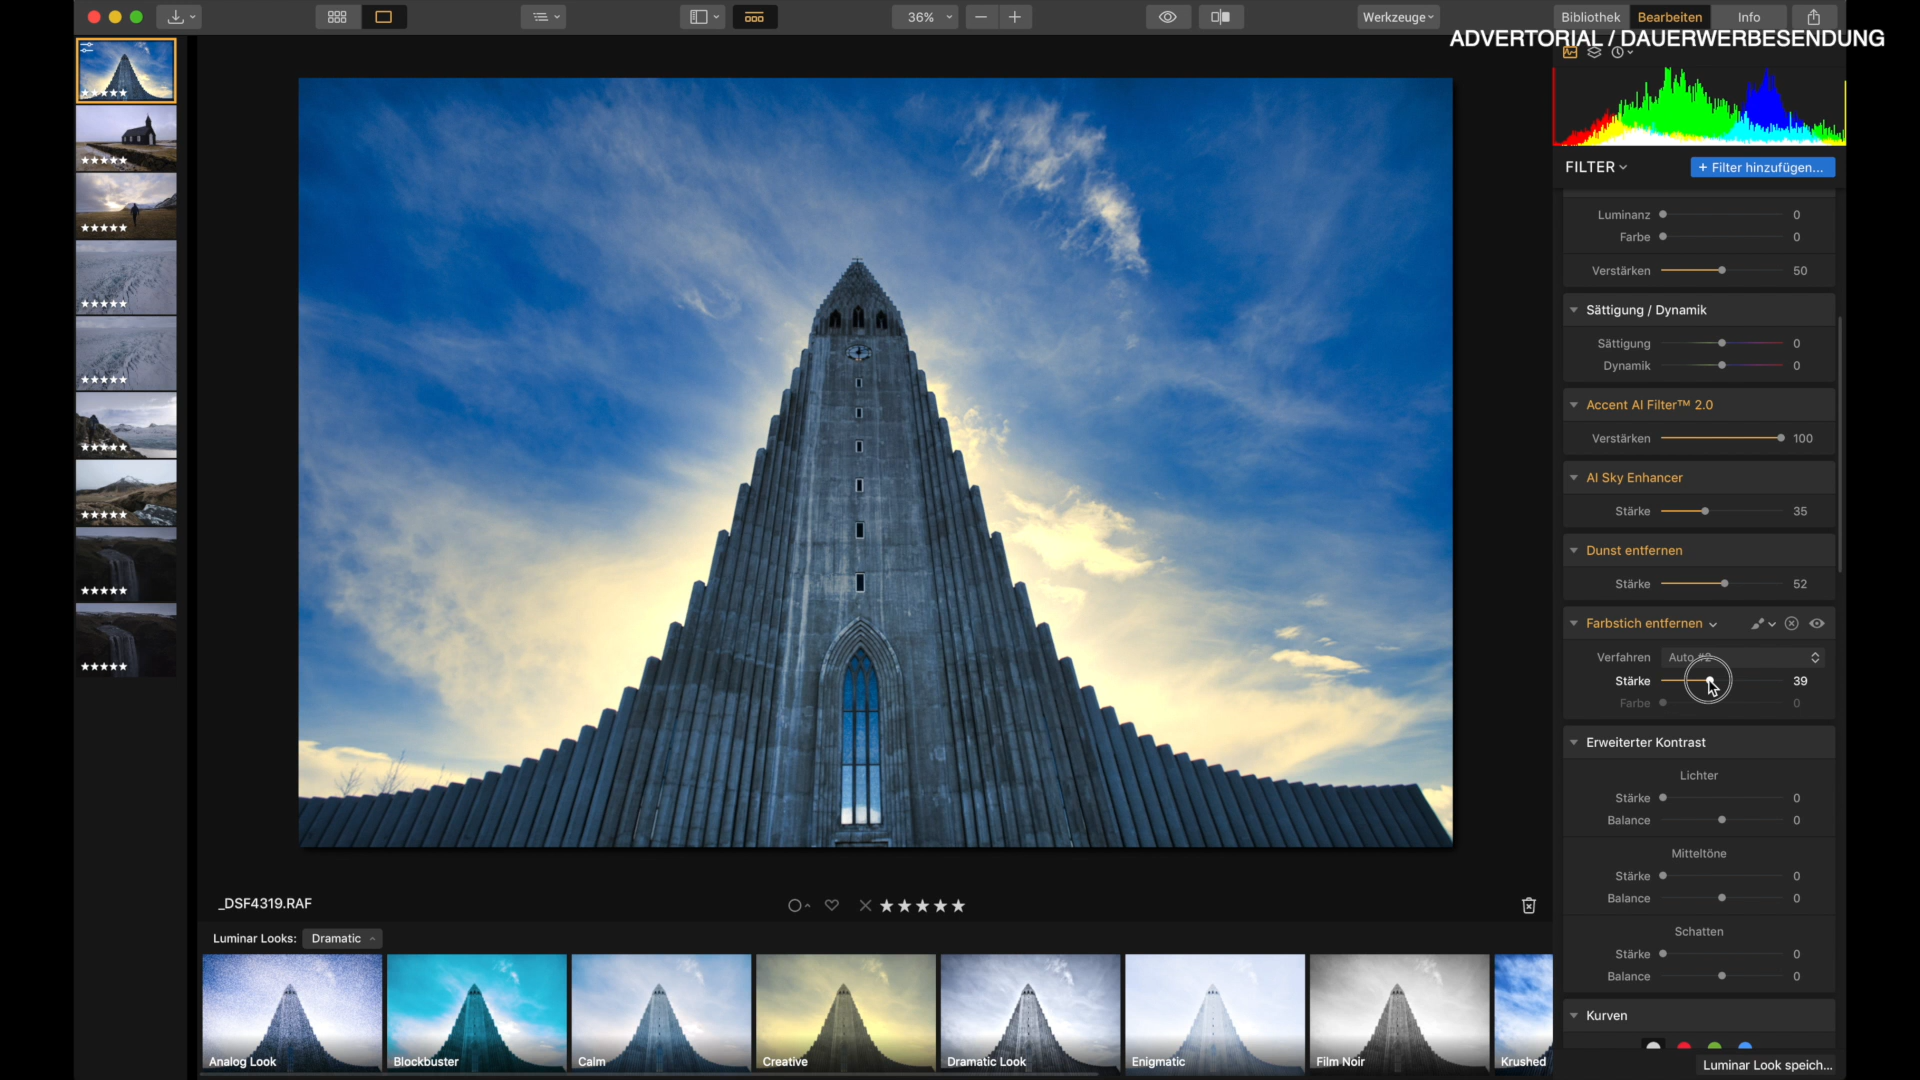 36%
Werkzeuge
Bibliothek
Bearbeiten
Info
ADVERTORIAL / DAUERWERBESENDUNG
FILTER
+ Filter hinzufügen...
Luminanz 0
Farbe 0
Verstärken 50
Sättigung / Dynamik
Sättigung 0
Dynamik 0
Accent AI Filter™ 2.0
Verstärken 100
AI Sky Enhancer
Stärke 35
Dunst entfernen
Stärke 52
Farbstich entfernen
Verfahren Auto #2
Stärke 39
Farbe 0
Erweiterter Kontrast
Lichter
Stärke 0
Balance 0
Mitteltöne
Stärke 0
Balance 0
Schatten
Stärke 0
Balance 0
Kurven
Luminar Look speich...
_DSF4319.RAF
Luminar Looks: Dramatic
Analog Look
Blockbuster
Calm
Creative
Dramatic Look
Enigmatic
Film Noir
Krushed